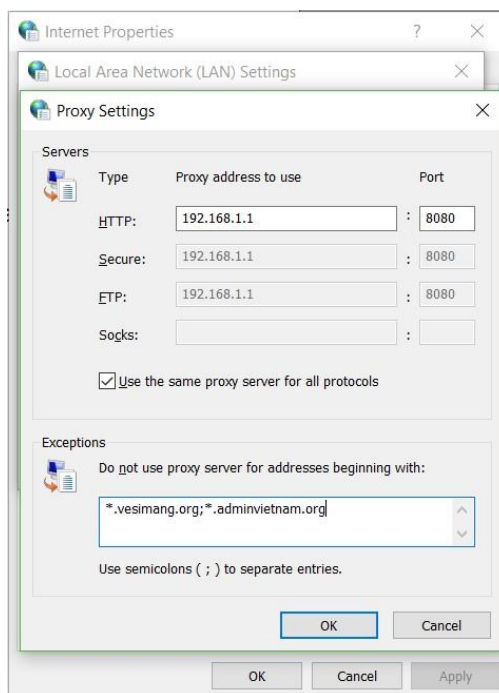 Internet Properties
?
Local Area Network (LAN) Settings
Proxy Settings
Servers
Type Proxy address to use Port
HTTP: 192.168.1.1 : 8080
Secure: 192.168.1.1 : 8080
FTP: 192.168.1.1 : 8080
Socks: :
Use the same proxy server for all protocols
Exceptions
Do not use proxy server for addresses beginning with:
*.vesimang.org;*.adminvietnam.org
Use semicolons ( ; ) to separate entries.
OK Cancel
OK Cancel Apply